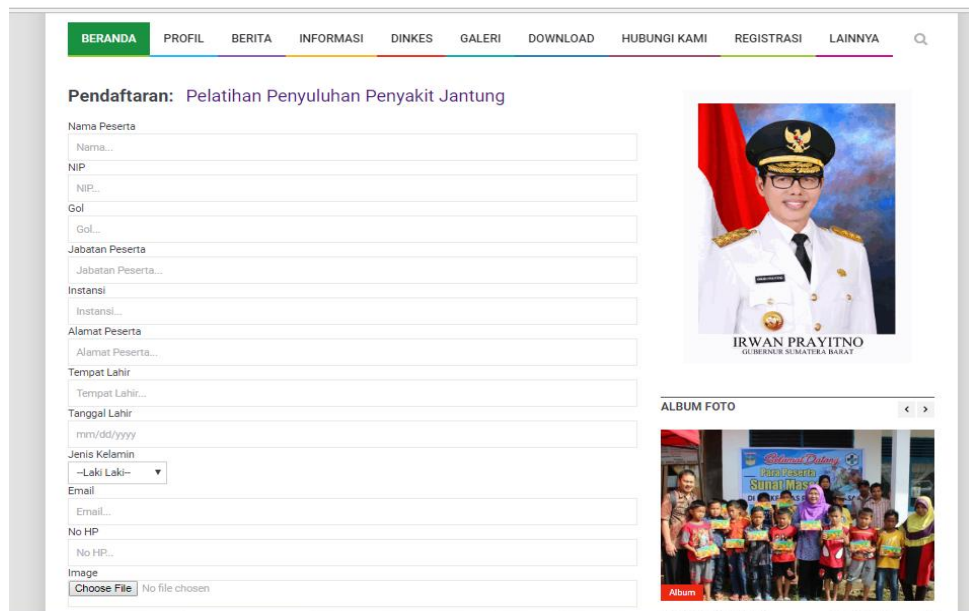 BERANDA PROFIL BERITA INFORMASI DINKES GALERI DOWNLOAD HUBUNGI KAMI REGISTRASI LAINNYA
Pendaftaran: Pelatihan Penyuluhan Penyakit Jantung
Nama Peserta
Nama...
NIP
NIP...
Gol
Gol...
Jabatan Peserta
Jabatan Peserta...
Instansi
Instansi...
Alamat Peserta
Alamat Peserta...
Tempat Lahir
Tempat Lahir...
Tanggal Lahir
mm/dd/yyyy
Jenis Kelamin
--Laki Laki--
Email
Email...
No HP
No HP...
Image
Choose File No file chosen
IRWAN PRAYITNO
GUBERNUR SUMATERA BARAT
ALBUM FOTO
Selamat Datang
Para Peserta
Sunat Massal
Album